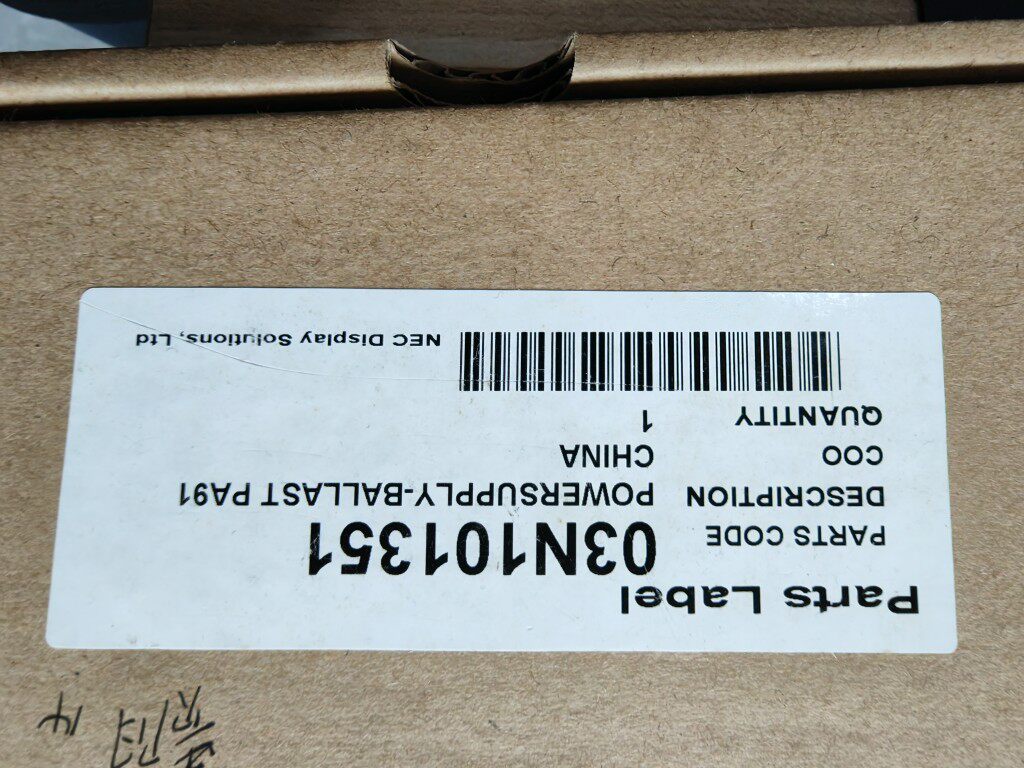 Parts Label
PARTS CODE 03N101351
DESCRIPTION POWERSUPPLY-BALLAST PA91
COO CHINA
QUANTITY 1
NEC Display Solutions, Ltd